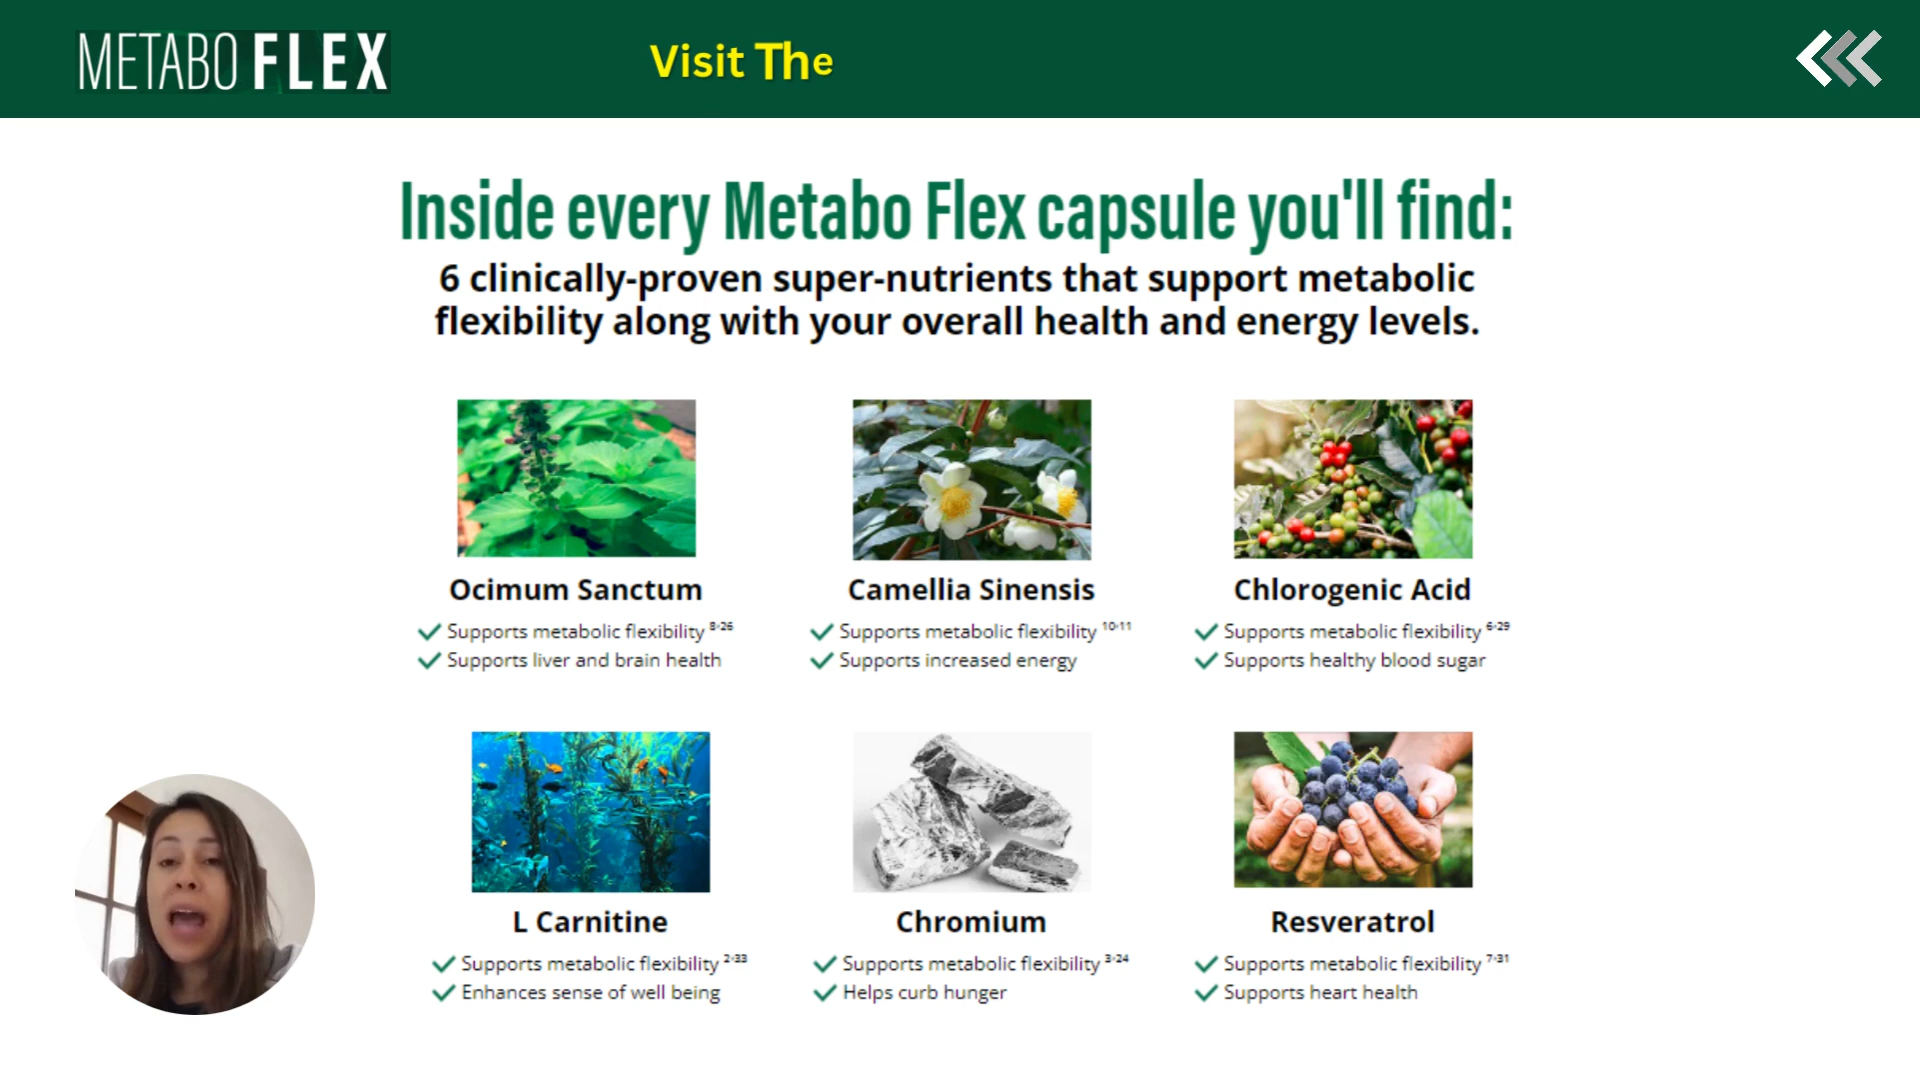 METABO FLEX
Visit The
Inside every Metabo Flex capsule you'll find:
6 clinically-proven super-nutrients that support metabolic
flexibility along with your overall health and energy levels.
Ocimum Sanctum
Supports metabolic flexibility 8-26
Supports liver and brain health
Camellia Sinensis
Supports metabolic flexibility 10-11
Supports increased energy
Chlorogenic Acid
Supports metabolic flexibility 6-29
Supports healthy blood sugar
L Carnitine
Supports metabolic flexibility 2-33
Enhances sense of well being
Chromium
Supports metabolic flexibility 3-24
Helps curb hunger
Resveratrol
Supports metabolic flexibility 7-31
Supports heart health